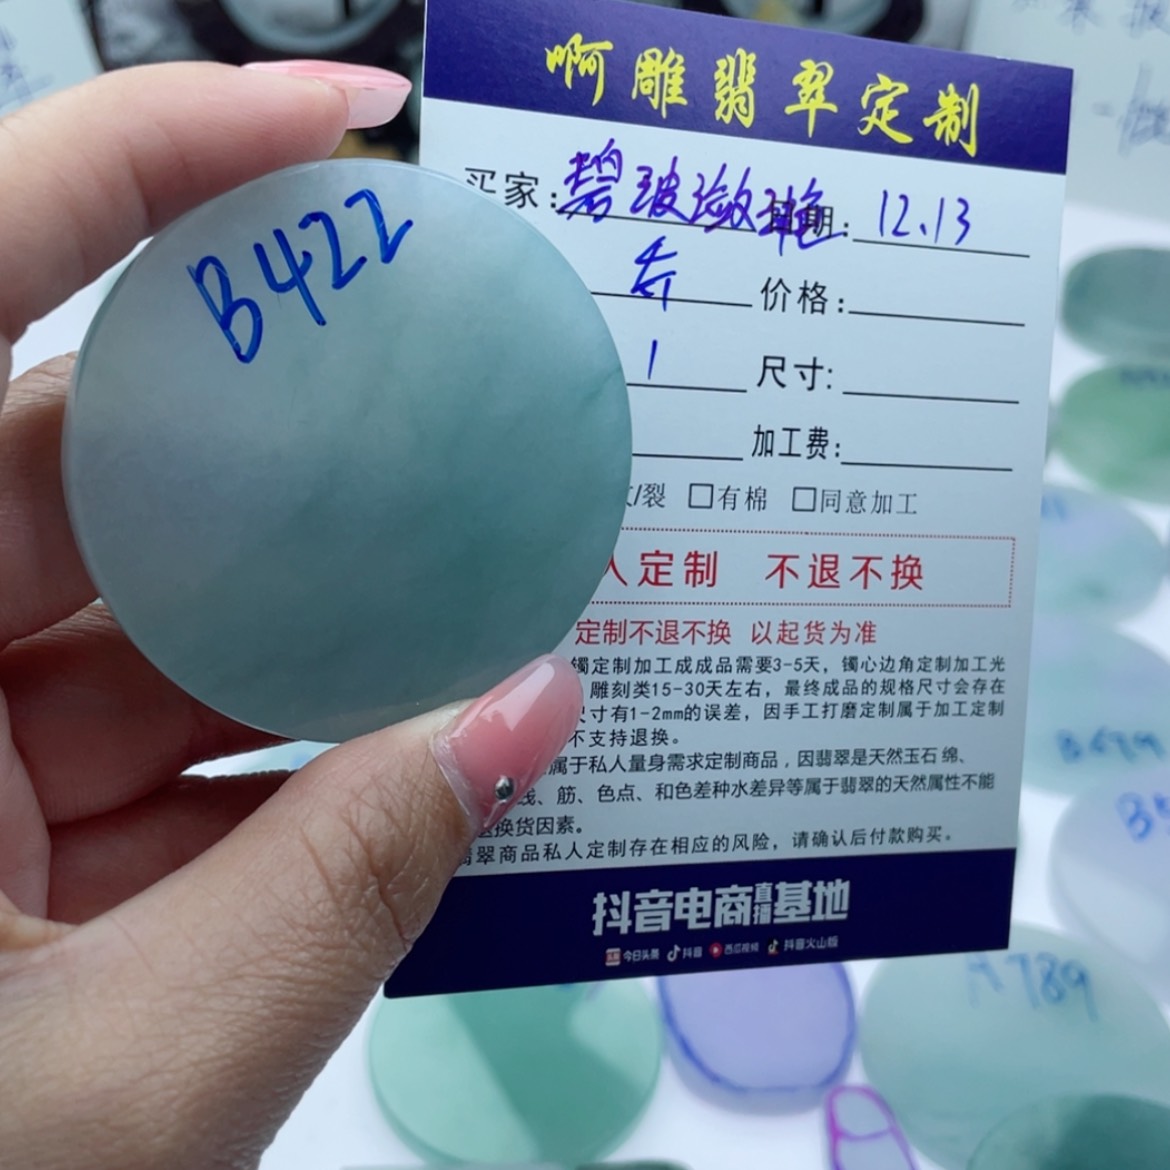 啊雕翡翠定制
B422
买家: 碧波潋滟 日期: 12.13
价格:
1 尺寸:
加工费:
/裂 □有棉 □同意加工
人定制 不退不换
定制不退不换 以起货为准
镯定制加工成成品需要3-5天，镯心边角定制加工光
雕刻类15-30天左右，最终成品的规格尺寸会存在
尺寸有1-2mm的误差，因手工打磨定制属于加工定制
不支持退换。
属于私人量身需求定制商品，因翡翠是天然玉石 绵、
线、筋、色点、和色差种水差异等属于翡翠的天然属性不能
退换货因素。
翡翠商品私人定制存在相应的风险，请确认后付款购买。
抖音电商直播基地
今日头条 抖音 西瓜视频 抖音火山版
A789